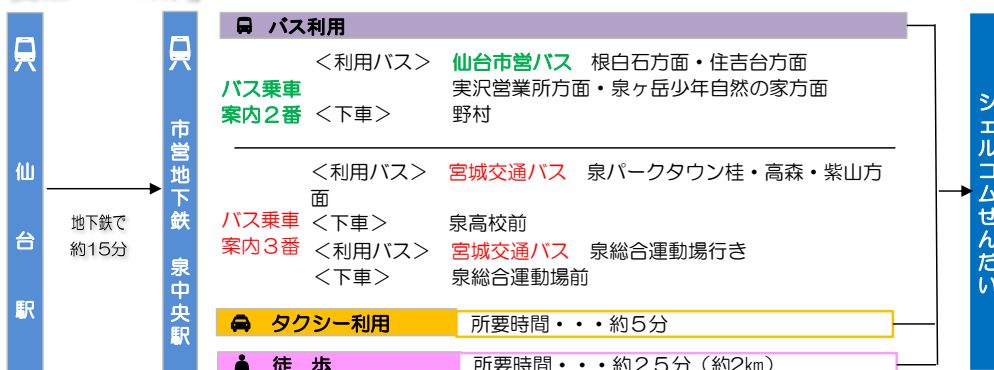 仙台駅
地下鉄で
約15分
市営地下鉄 泉中央駅
バス利用
バス乗車
案内２番
＜利用バス＞ 仙台市営バス 根白石方面・住吉台方面
実沢営業所方面・泉ヶ岳少年自然の家方面
＜下車＞ 野村
バス乗車
案内３番
＜利用バス＞ 宮城交通バス 泉パークタウン桂・高森・紫山方
面
＜下車＞ 泉高校前
＜利用バス＞ 宮城交通バス 泉総合運動場行き
＜下車＞ 泉総合運動場前
タクシー利用 所要時間・・・約５分
徒 歩 所要時間・・・約２５分（約2㎞）
シェルコムせんだい